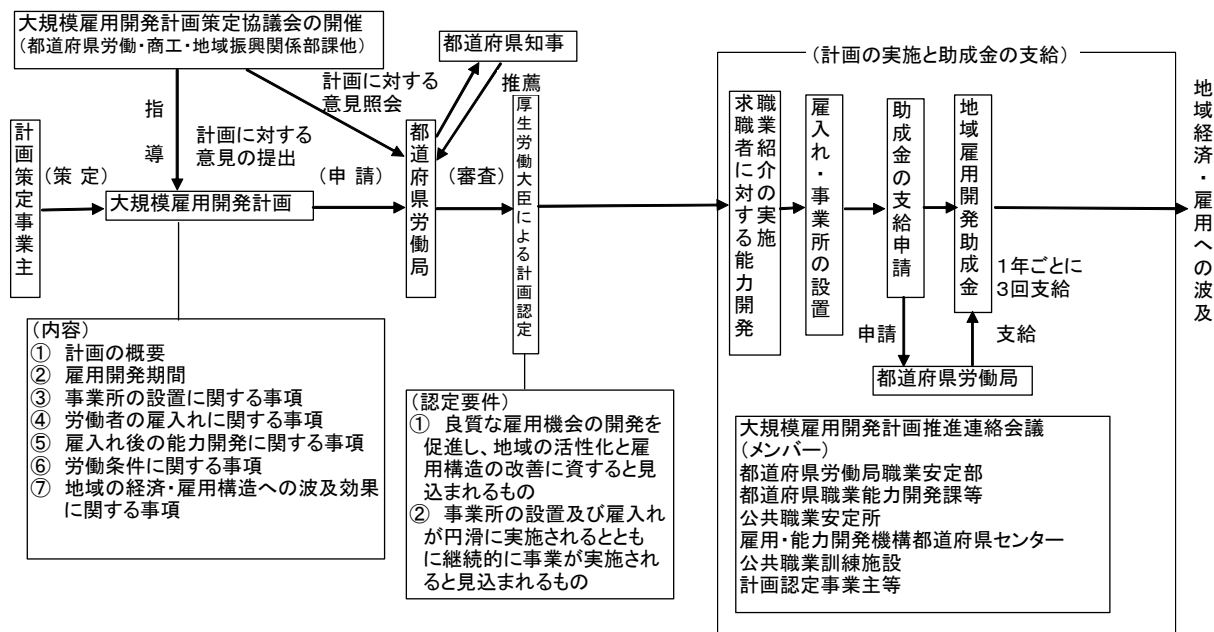 大規模雇用開発計画策定協議会の開催
(都道府県労働・商工・地域振興関係部課他)
都道府県知事
(計画の実施と助成金の支給)
指導
計画に対する
意見照会
推薦
計画に対する
意見の提出
計画策定事業主
(策 定)
大規模雇用開発計画
(申 請)
都道府県労働局
(審査)
厚生労働大臣による計画認定
職業紹介の実施
求職者に対する能力開発
雇入れ・事業所の設置
助成金の支給申請
地域雇用開発助成金
1年ごとに
3回支給
地域経済・雇用への波及
申請
支給
都道府県労働局
(内容)
① 計画の概要
② 雇用開発期間
③ 事業所の設置に関する事項
④ 労働者の雇入れに関する事項
⑤ 雇入れ後の能力開発に関する事項
⑥ 労働条件に関する事項
⑦ 地域の経済・雇用構造への波及効果
に関する事項
(認定要件)
① 良質な雇用機会の開発を
促進し、地域の活性化と雇
用構造の改善に資すると見
込まれるもの
② 事業所の設置及び雇入れ
が円滑に実施されるととも
に継続的に事業が実施され
ると見込まれるもの
大規模雇用開発計画推進連絡会議
(メンバー)
都道府県労働局職業安定部
都道府県職業能力開発課等
公共職業安定所
雇用・能力開発機構都道府県センター
公共職業訓練施設
計画認定事業主等